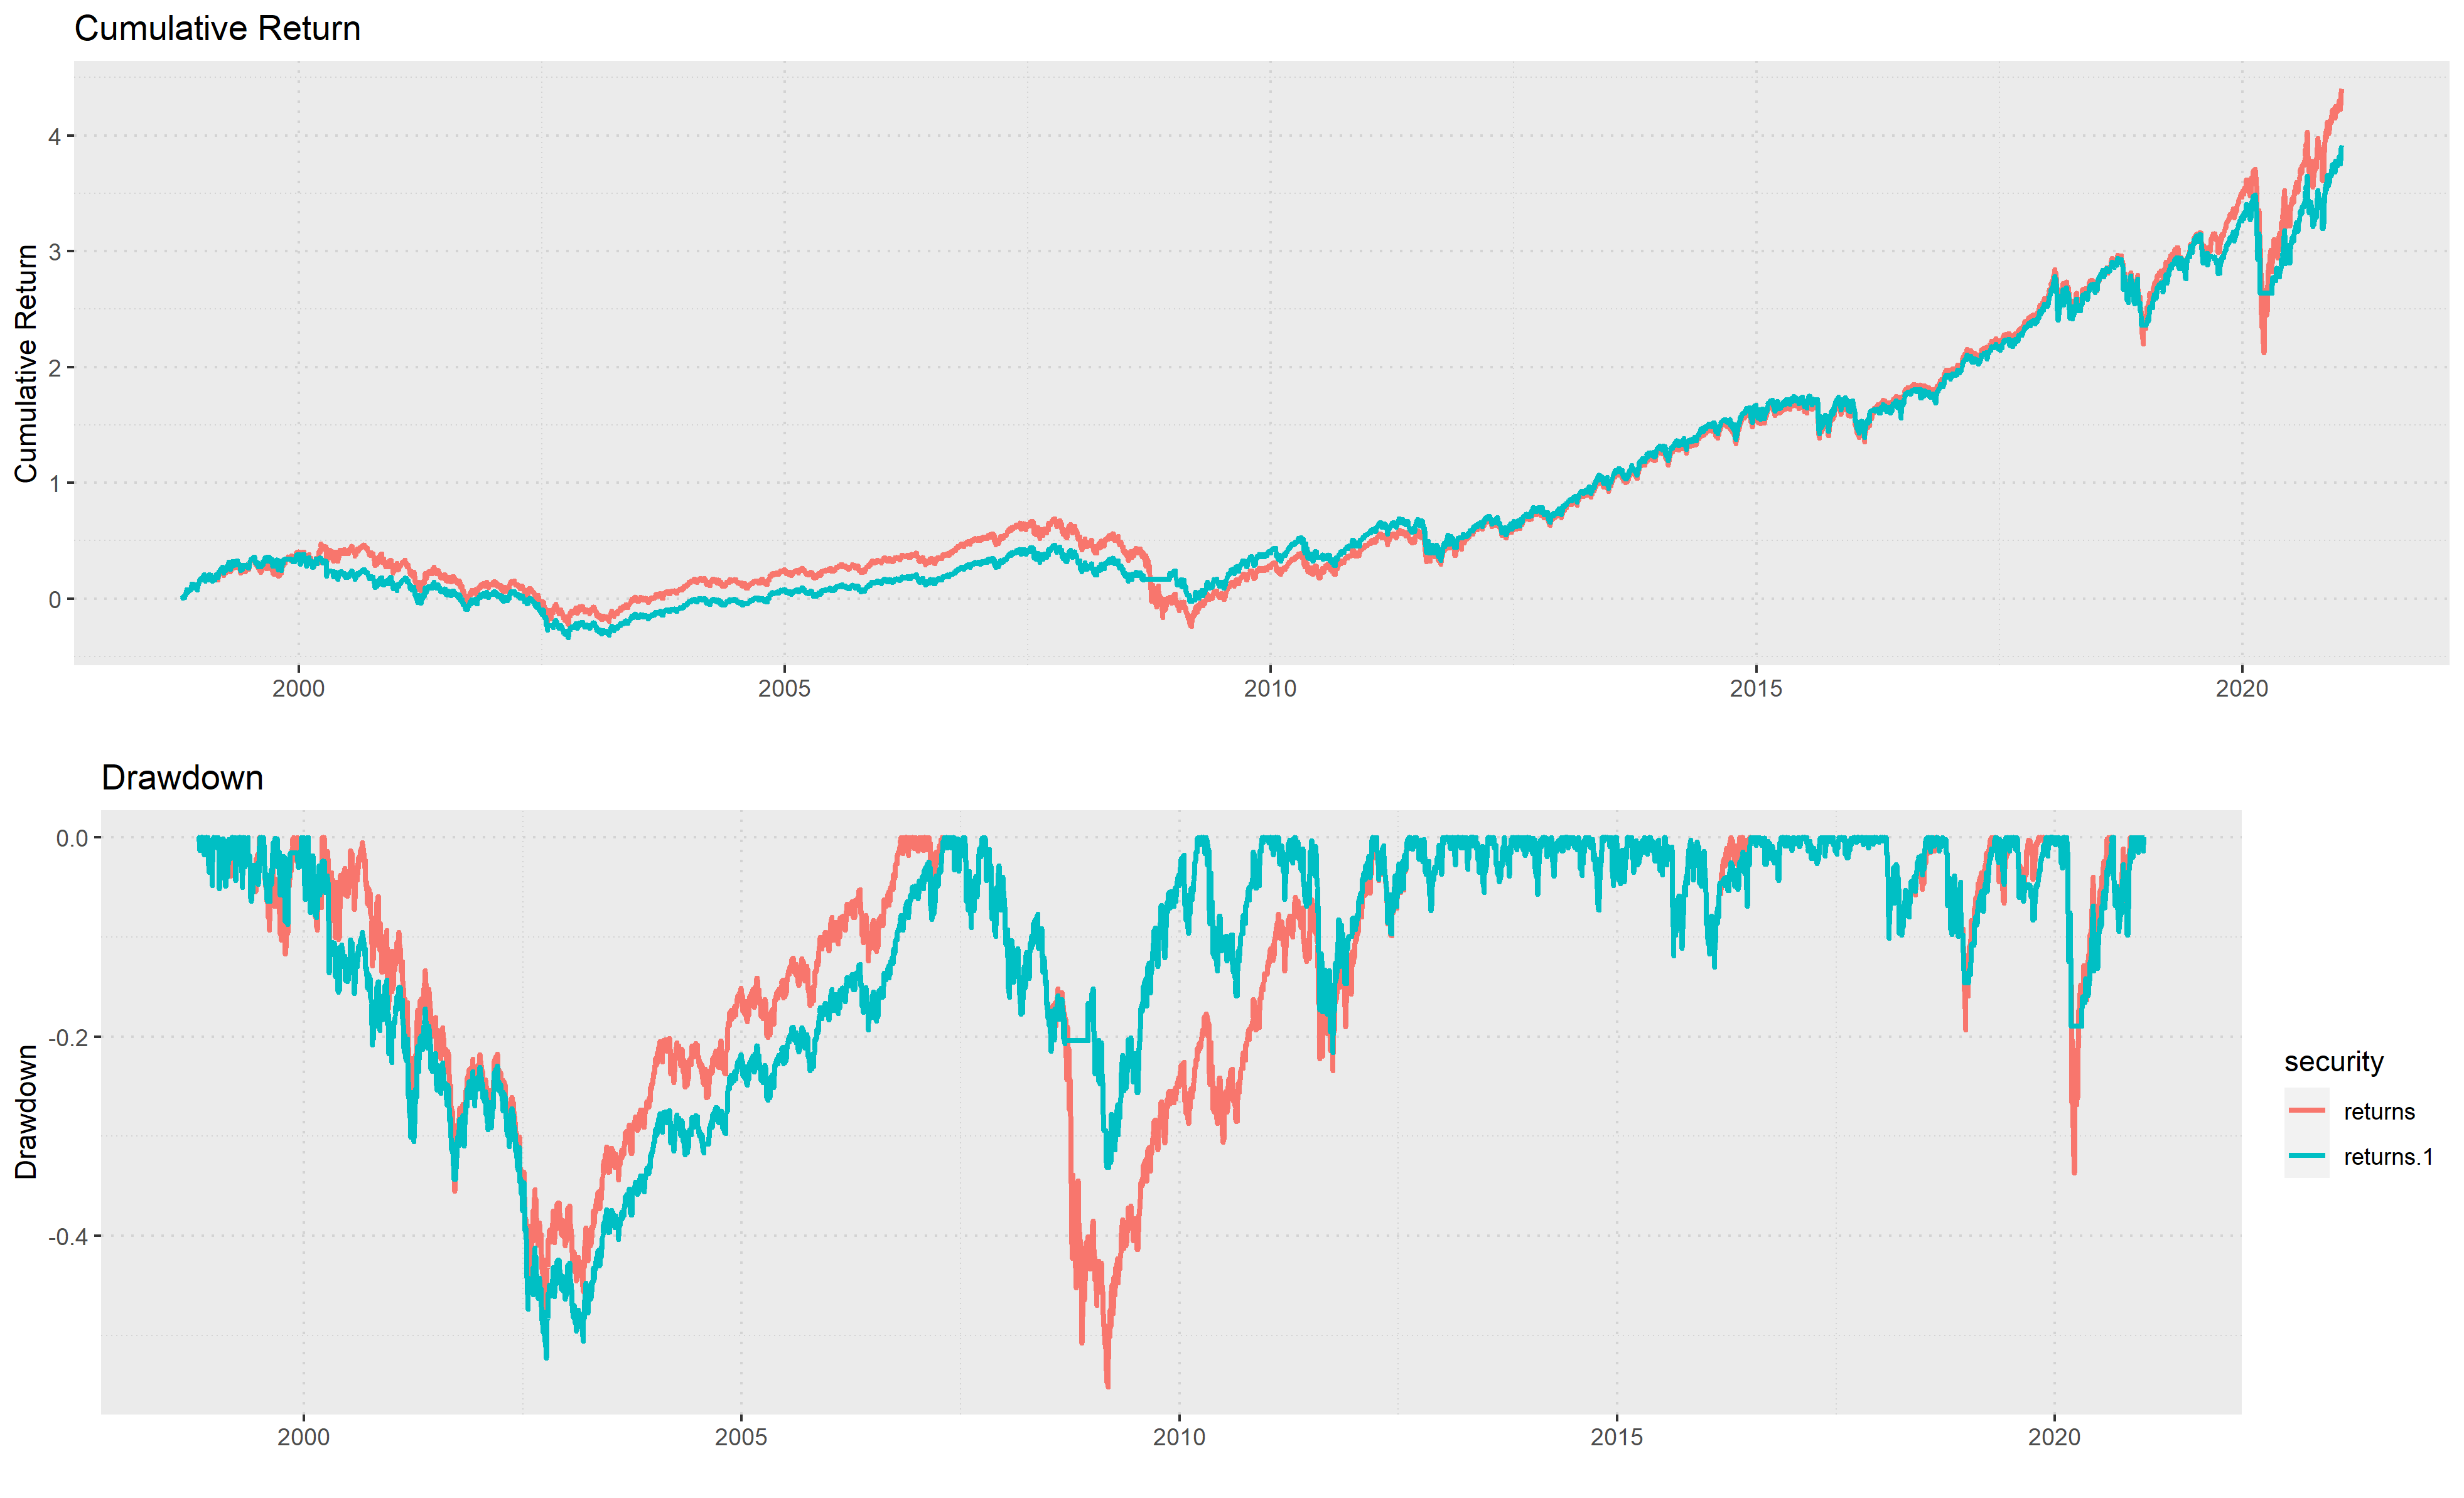 Cumulative Return
Cumulative Return
4
3
2
1
0
2000 2005 2010 2015 2020
Drawdown
Drawdown
0.0
-0.2
-0.4
2000 2005 2010 2015 2020
security
returns
returns.1